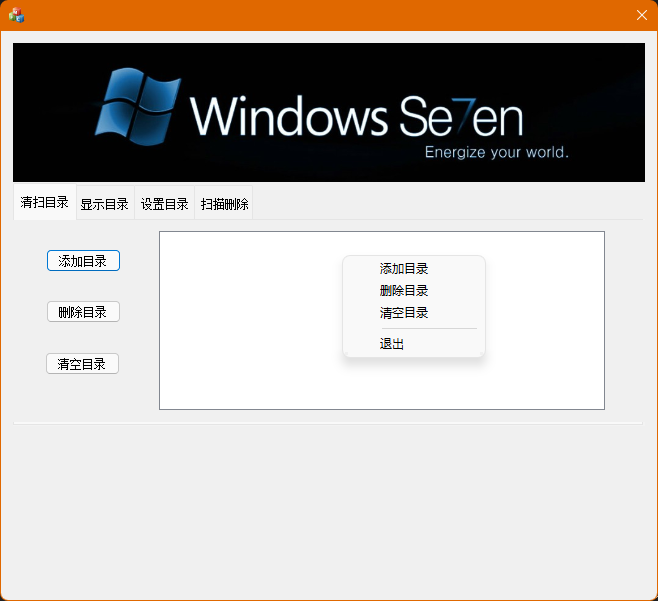 Windows Se7en
Energize your world.
清扫目录 显示目录 设置目录 扫描删除
添加目录
删除目录
清空目录
添加目录
删除目录
清空目录
退出